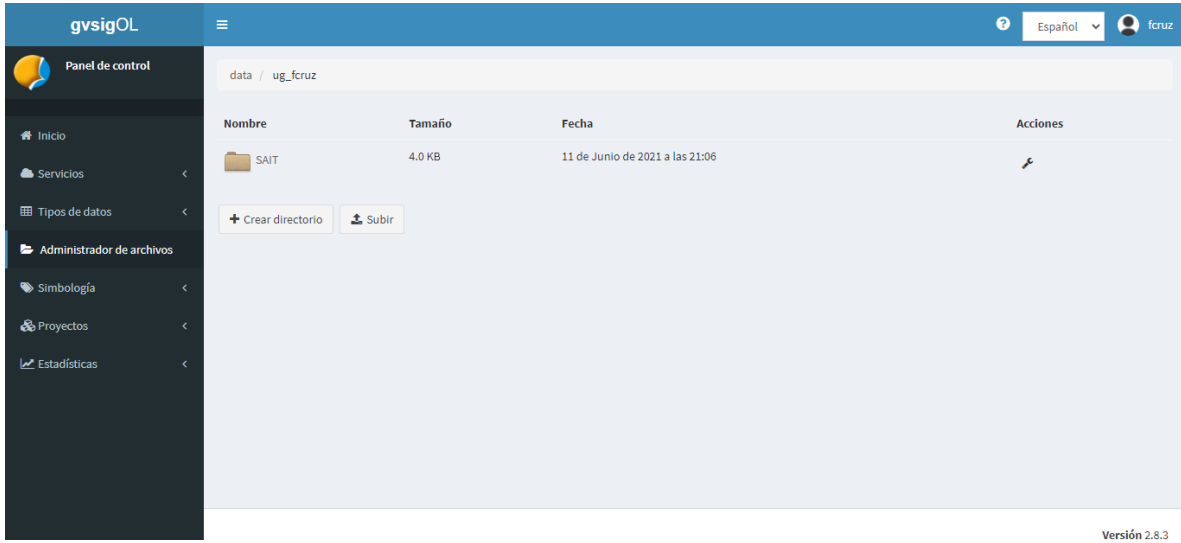 gvsigOL
Español
fcruz
Panel de control
data / ug_fcruz
Inicio
Servicios
Tipos de datos
Administrador de archivos
Simbología
Proyectos
Estadísticas
Nombre Tamaño Fecha Acciones
SAIT 4.0 KB 11 de Junio de 2021 a las 21:06
Crear directorio Subir
Versión 2.8.3